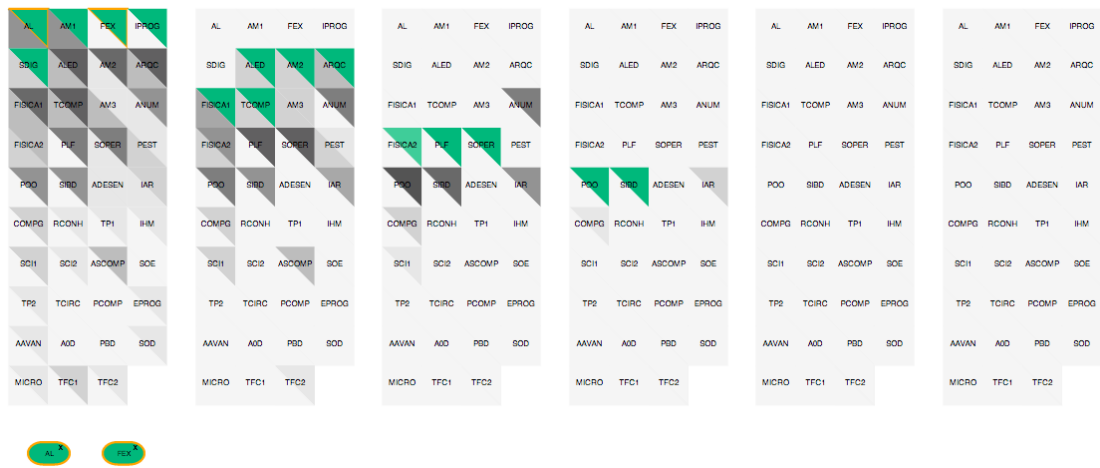 AL AM1 FEX IPROG AL AM1 FEX IPROG AL AM1 FEX IPROG AL AM1 FEX IPROG AL AM1 FEX IPROG AL AM1 FEX IPROG
SDIG ALED AM2 ARQC SDIG ALED AM2 ARQC SDIG ALED AM2 ARQC SDIG ALED AM2 ARQC SDIG ALED AM2 ARQC SDIG ALED AM2 ARQC
FISICA1 TCOMP AM3 ANUM FISICA1 TCOMP AM3 ANUM FISICA1 TCOMP AM3 ANUM FISICA1 TCOMP AM3 ANUM FISICA1 TCOMP AM3 ANUM FISICA1 TCOMP AM3 ANUM
FISICA2 PLF SOPER PEST FISICA2 PLF SOPER PEST FISICA2 PLF SOPER PEST FISICA2 PLF SOPER PEST FISICA2 PLF SOPER PEST FISICA2 PLF SOPER PEST
POO SIBD ADESEN IAR POO SIBD ADESEN IAR POO SIBD ADESEN IAR POO SIBD ADESEN IAR POO SIBD ADESEN IAR POO SIBD ADESEN IAR
COMPG RCONH TP1 IHM COMPG RCONH TP1 IHM COMPG RCONH TP1 IHM COMPG RCONH TP1 IHM COMPG RCONH TP1 IHM COMPG RCONH TP1 IHM
SCI1 SCI2 ASCOMP SOE SCI1 SCI2 ASCOMP SOE SCI1 SCI2 ASCOMP SOE SCI1 SCI2 ASCOMP SOE SCI1 SCI2 ASCOMP SOE SCI1 SCI2 ASCOMP SOE
TP2 TCIRC PCOMP EPROG TP2 TCIRC PCOMP EPROG TP2 TCIRC PCOMP EPROG TP2 TCIRC PCOMP EPROG TP2 TCIRC PCOMP EPROG TP2 TCIRC PCOMP EPROG
AAVAN A0D PBD SOD AAVAN A0D PBD SOD AAVAN A0D PBD SOD AAVAN A0D PBD SOD AAVAN A0D PBD SOD AAVAN A0D PBD SOD
MICRO TFC1 TFC2 MICRO TFC1 TFC2 MICRO TFC1 TFC2 MICRO TFC1 TFC2 MICRO TFC1 TFC2 MICRO TFC1 TFC2
AL x FEX x